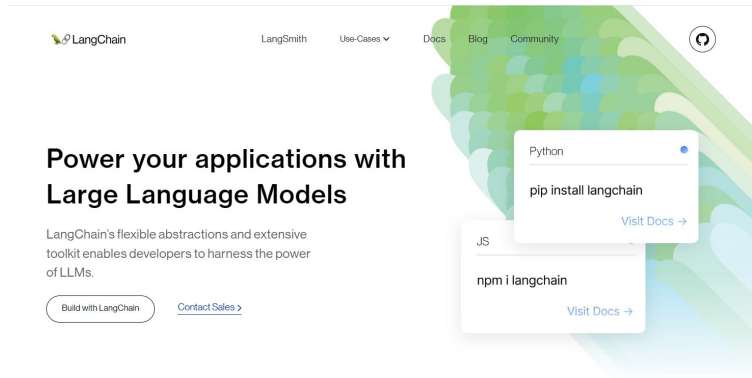 LangChain
LangSmith
Use-Cases
Docs
Blog
Community
Power your applications with
Large Language Models
LangChain's flexible abstractions and extensive
toolkit enables developers to harness the power
of LLMs.
Build with LangChain
Contact Sales >
Python
pip install langchain
Visit Docs →
JS
npm i langchain
Visit Docs →